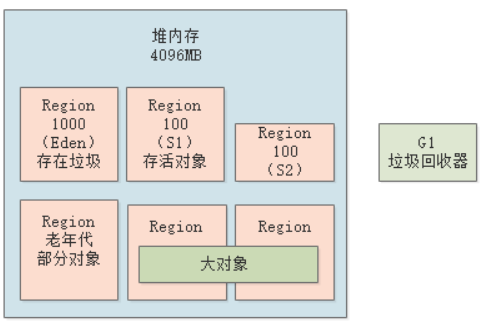 堆内存
4096MB
Region
1000
(Eden)
存在垃圾
Region
100
(S1)
存活对象
Region
100
(S2)
G1
垃圾回收器
Region
老年代
部分对象
Region
Region
大对象